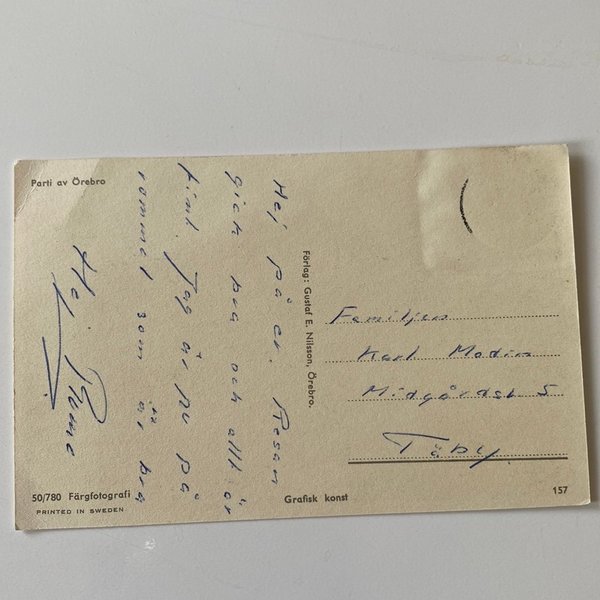 Parti av Örebro
Hej på er. Resan
gick bra och allt är
fint. Jag är nu på
rommet som är bra
Hej
Förlag: Gustaf E. Nilsson, Örebro.
Familjen
Karl Modin
Midgårdst 5
Täby.
50/780 Färgfotografi
PRINTED IN SWEDEN
Grafisk konst
157